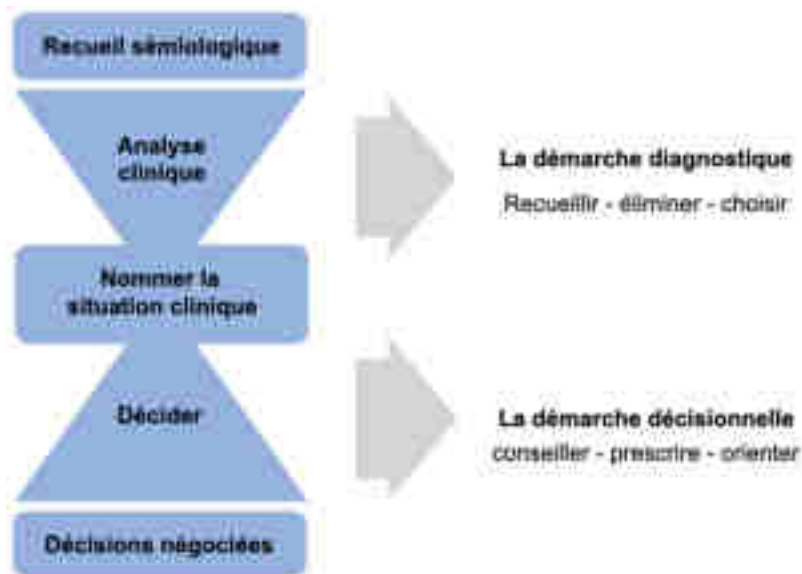 Recueil sémiologique
Analyse
clinique
La démarche diagnostique
Recueillir - éliminer - choisir
Nommer la
situation clinique
Décider
La démarche décisionnelle
conseiller - prescrire - orienter
Décisions négociées